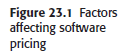 Figure 23.1 Factors
affecting software
pricing